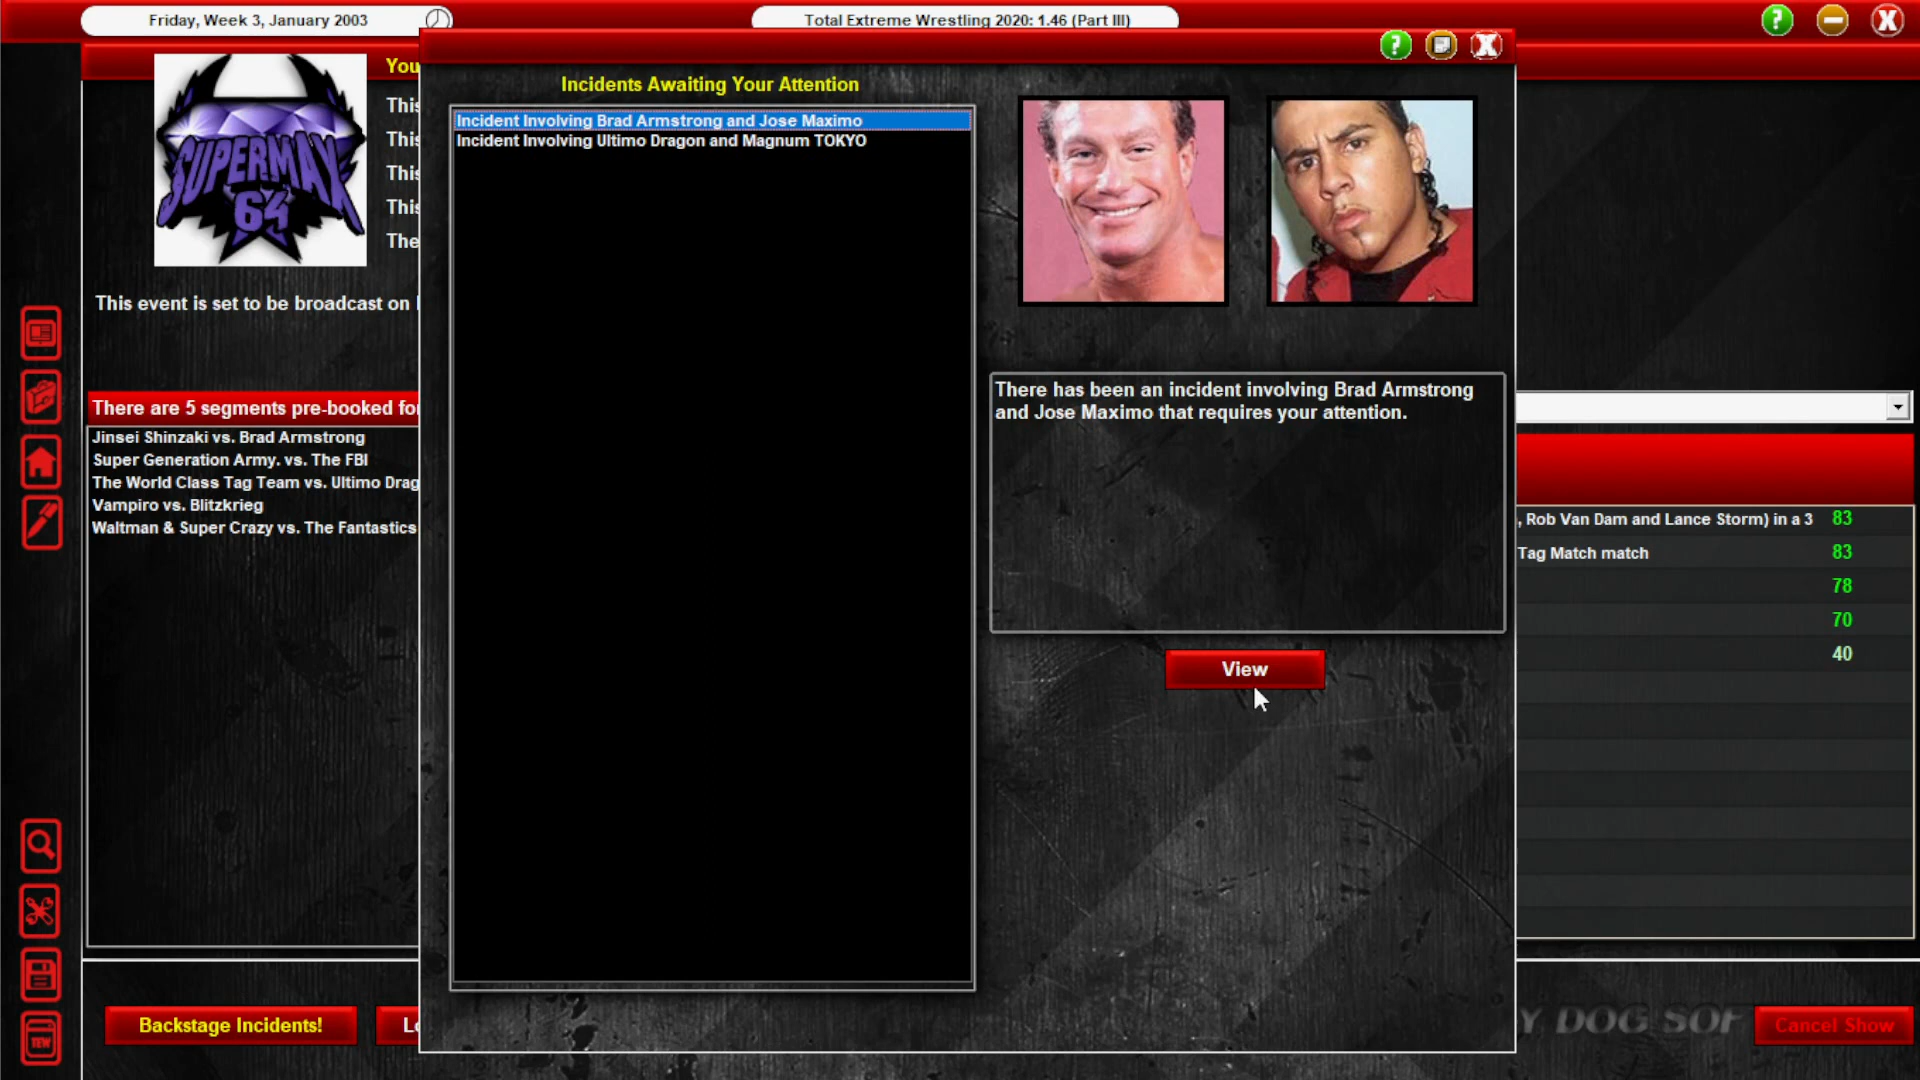 Friday, Week 3, January 2003
Total Extreme Wrestling 2020: 1.46 (Part III)
SUPERMAX
64
You
This
This
This
This
The
This event is set to be broadcast on
There are 5 segments pre-booked for
Jinsei Shinzaki vs. Brad Armstrong
Super Generation Army. vs. The FBI
The World Class Tag Team vs. Ultimo Drag
Vampiro vs. Blitzkrieg
Waltman & Super Crazy vs. The Fantastics
Incidents Awaiting Your Attention
Incident Involving Brad Armstrong and Jose Maximo
Incident Involving Ultimo Dragon and Magnum TOKYO
There has been an incident involving Brad Armstrong
and Jose Maximo that requires your attention.
View
, Rob Van Dam and Lance Storm) in a 3 83
Tag Match match 83
78
70
40
TEW
Backstage Incidents!
Y DOG SOF
Cancel Show